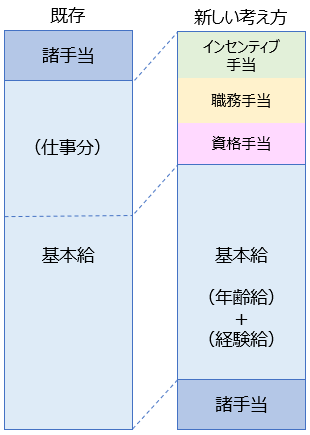 既存
諸手当
（仕事分）
基本給
新しい考え方
インセンティブ
手当
職務手当
資格手当
基本給
（年齢給）
＋
（経験給）
諸手当